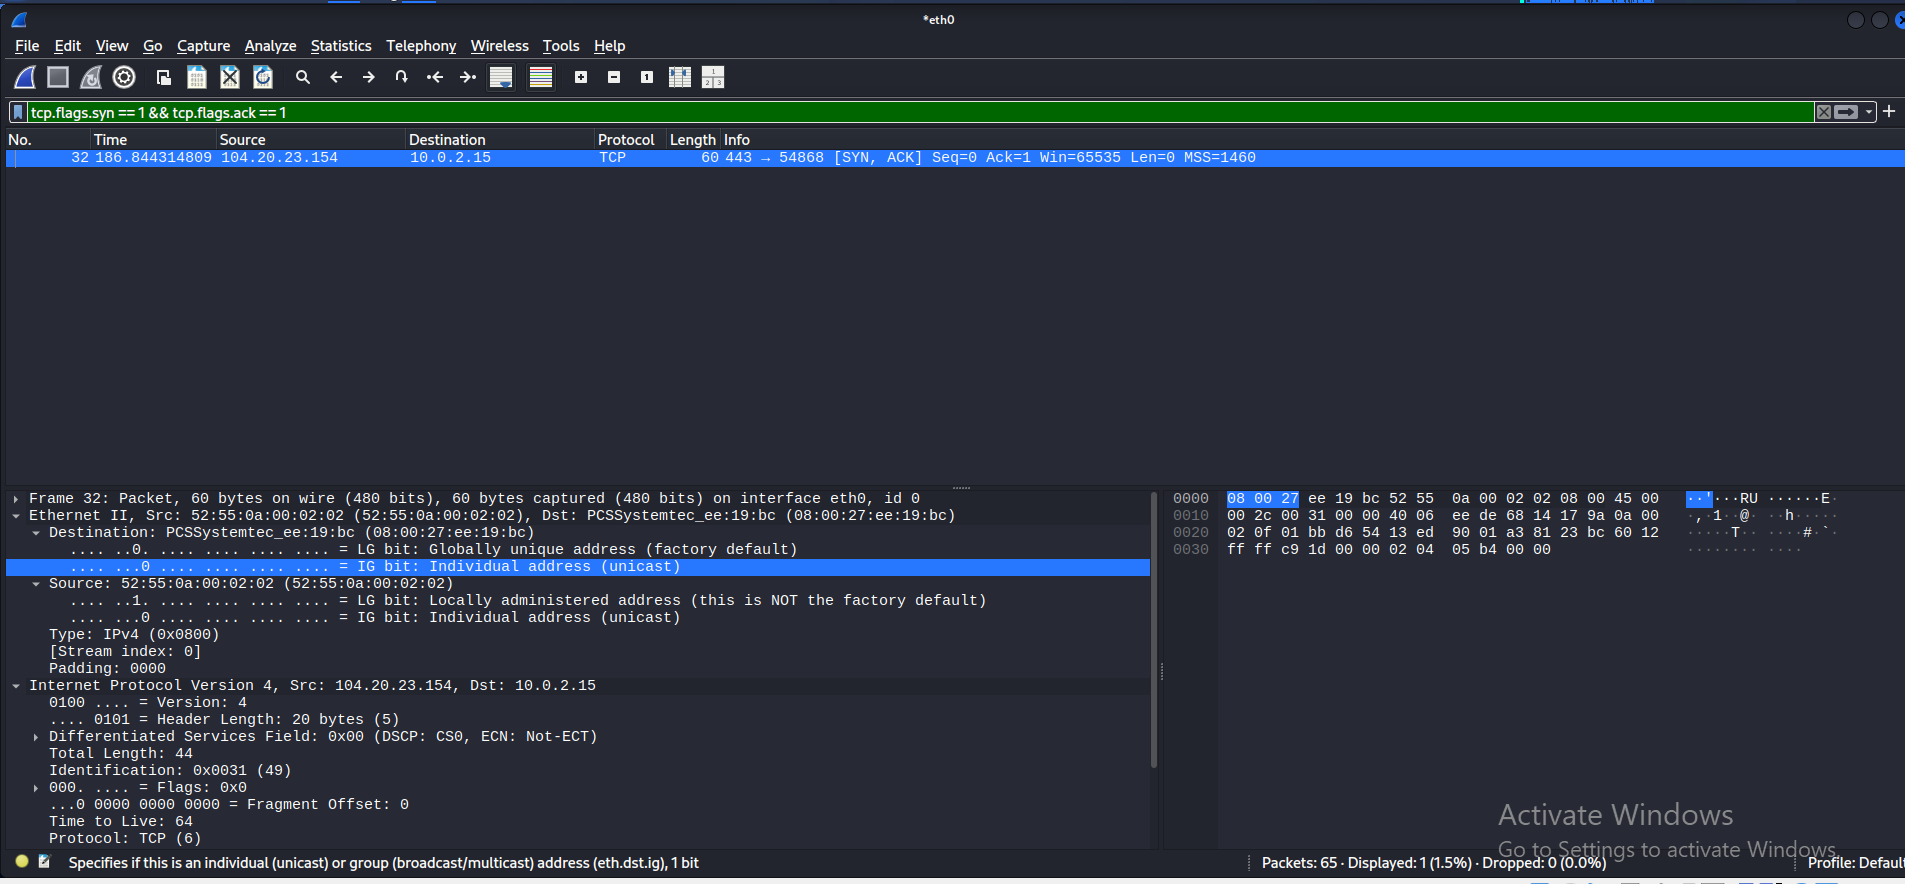 *eth0
File Edit View Go Capture Analyze Statistics Telephony Wireless Tools Help
tcp.flags.syn == 1 && tcp.flags.ack == 1
No. Time Source Destination Protocol Length Info
32 186.844314809 104.20.23.154 10.0.2.15 TCP 60 443 → 54868 [SYN, ACK] Seq=0 Ack=1 Win=65535 Len=0 MSS=1460
Frame 32: Packet, 60 bytes on wire (480 bits), 60 bytes captured (480 bits) on interface eth0, id 0
Ethernet II, Src: 52:55:0a:00:02:02 (52:55:0a:00:02:02), Dst: PCSSystemtec_ee:19:bc (08:00:27:ee:19:bc)
Destination: PCSSystemtec_ee:19:bc (08:00:27:ee:19:bc)
.... ..0. .... .... .... .... = LG bit: Globally unique address (factory default)
.... ...0 .... .... .... .... = IG bit: Individual address (unicast)
Source: 52:55:0a:00:02:02 (52:55:0a:00:02:02)
.... ..1. .... .... .... .... = LG bit: Locally administered address (this is NOT the factory default)
.... ...0 .... .... .... .... = IG bit: Individual address (unicast)
Type: IPv4 (0x0800)
[Stream index: 0]
Padding: 0000
Internet Protocol Version 4, Src: 104.20.23.154, Dst: 10.0.2.15
0100 .... = Version: 4
.... 0101 = Header Length: 20 bytes (5)
Differentiated Services Field: 0x00 (DSCP: CS0, ECN: Not-ECT)
Total Length: 44
Identification: 0x0031 (49)
000. .... = Flags: 0x0
...0 0000 0000 0000 = Fragment Offset: 0
Time to Live: 64
Protocol: TCP (6)
0000 08 00 27 ee 19 bc 52 55 0a 00 02 02 08 00 45 00 ··'···RU ······E·
0010 00 2c 00 31 00 00 40 06 ee de 68 14 17 9a 0a 00 ·,·1··@· ··h·····
0020 02 0f 01 bb d6 54 13 ed 90 01 a3 81 23 bc 60 12 ·····T·· ····#·`·
0030 ff ff c9 1d 00 00 02 04 05 b4 00 00 ········ ····
Activate Windows
Go to Settings to activate Windows.
Specifies if this is an individual (unicast) or group (broadcast/multicast) address (eth.dst.ig), 1 bit
Packets: 65 · Displayed: 1 (1.5%) · Dropped: 0 (0.0%)
Profile: Default